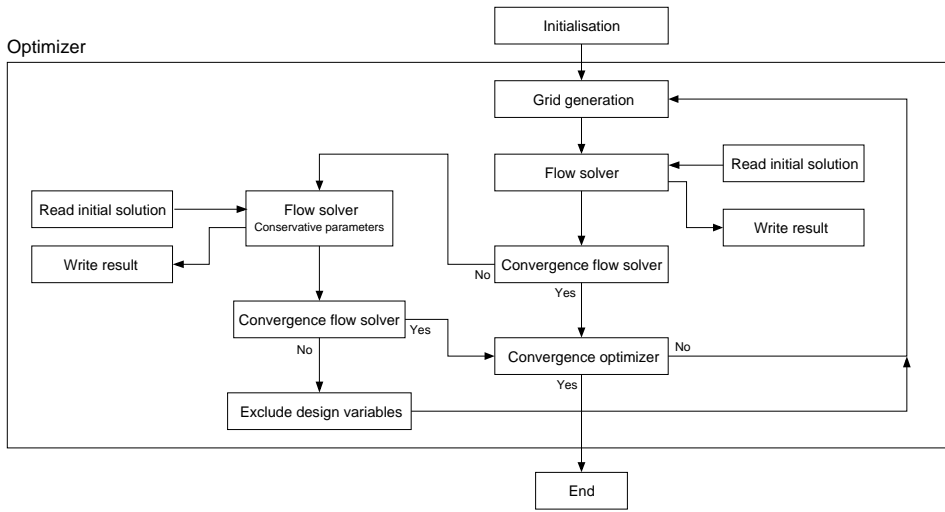 Initialisation
Optimizer
Grid generation
Flow solver
Read initial solution
Read initial solution
Flow solver
Conservative parameters
Write result
Write result
Convergence flow solver
No
Yes
Convergence flow solver
Yes
No
Convergence optimizer
No
Yes
Exclude design variables
End